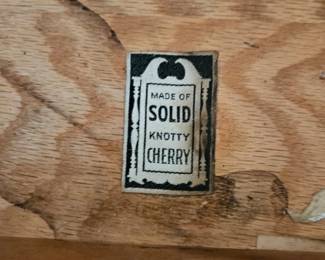 MADE OF
SOLID
KNOTTY
CHERRY